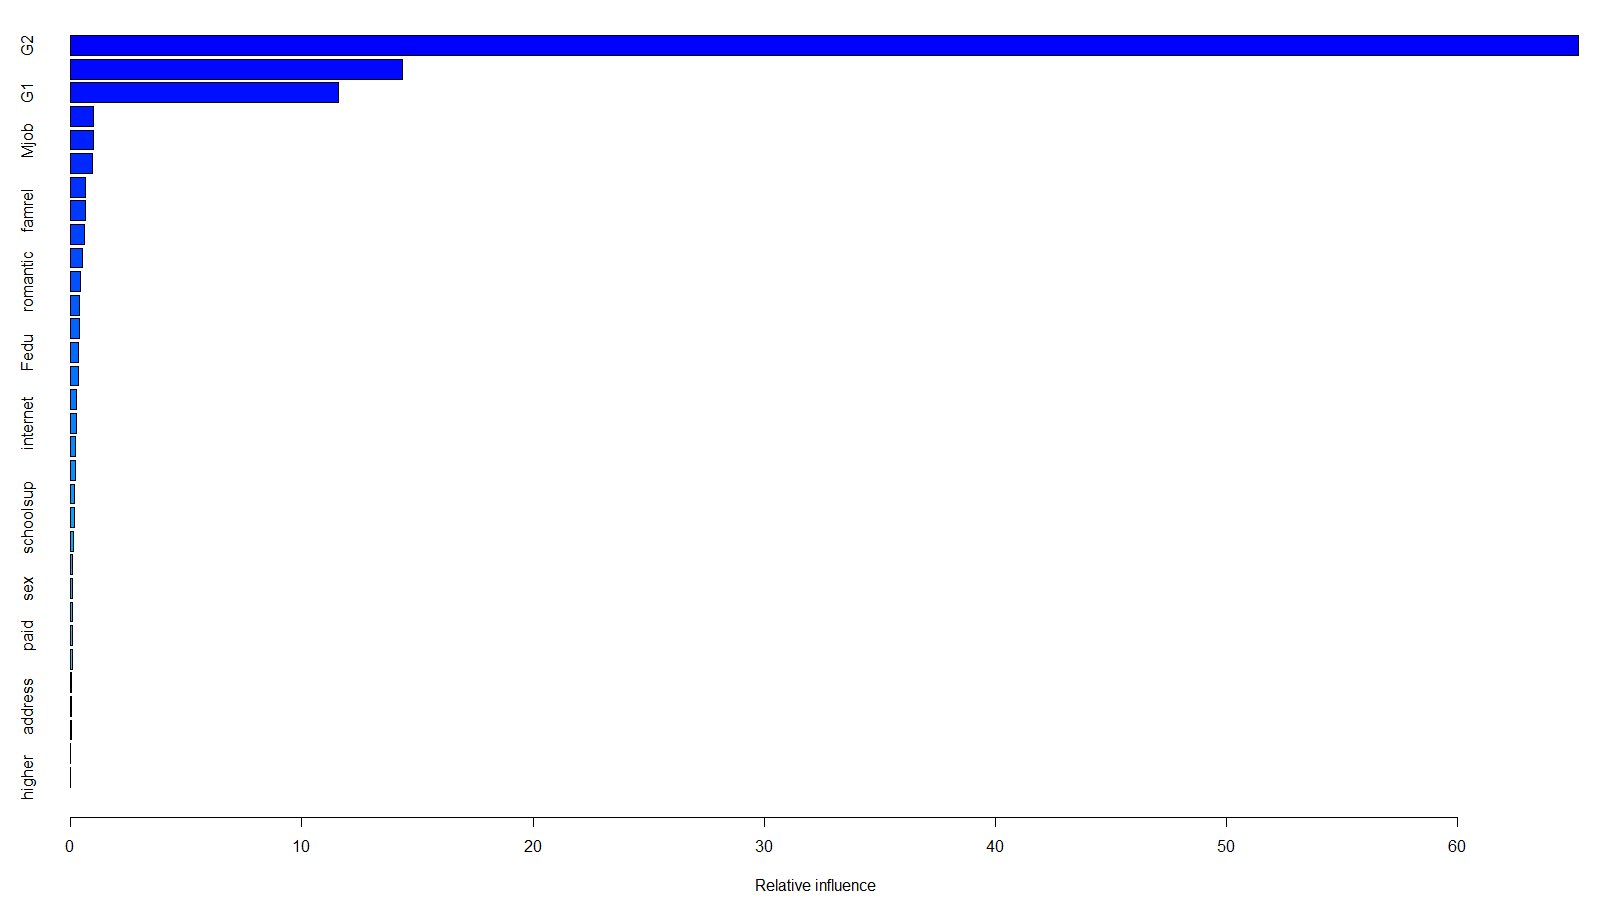 G2
G1
Mjob
famrel
romantic
Fedu
internet
schoolsup
sex
paid
address
higher
0 10 20 30 40 50 60
Relative influence